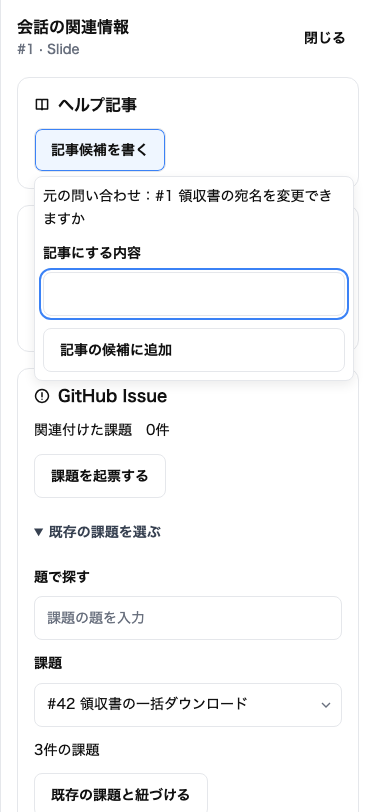 会話の関連情報
#1 · Slide
閉じる
ヘルプ記事
記事候補を書く
元の問い合わせ：#1 領収書の宛名を変更でき
ますか
記事にする内容
記事の候補に追加
GitHub Issue
関連付けた課題　0件
課題を起票する
▼ 既存の課題を選ぶ
題で探す
課題の題を入力
課題
#42 領収書の一括ダウンロード
3件の課題
既存の課題と紐づける